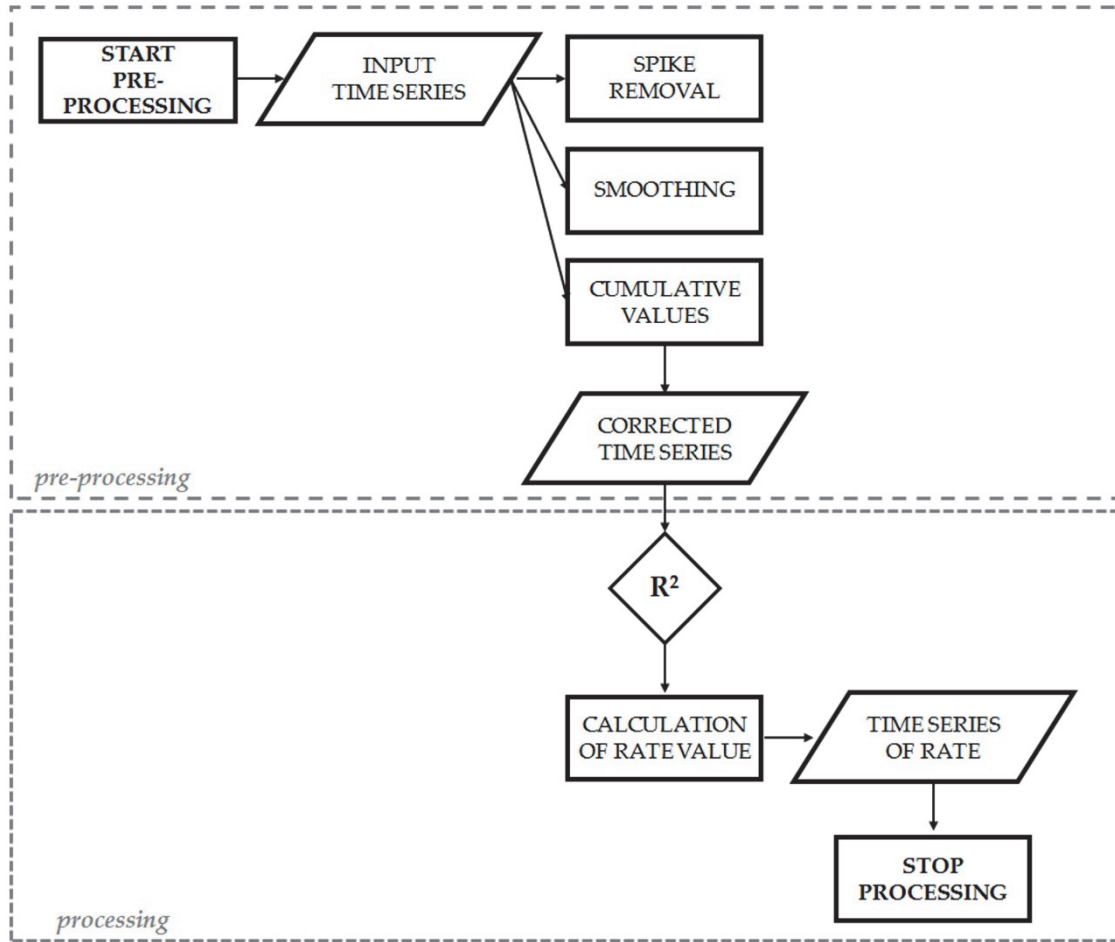 START
PRE-
PROCESSING
INPUT
TIME SERIES
SPIKE
REMOVAL
SMOOTHING
CUMULATIVE
VALUES
CORRECTED
TIME SERIES
pre-processing
R²
CALCULATION
OF RATE VALUE
TIME SERIES
OF RATE
STOP
PROCESSING
processing